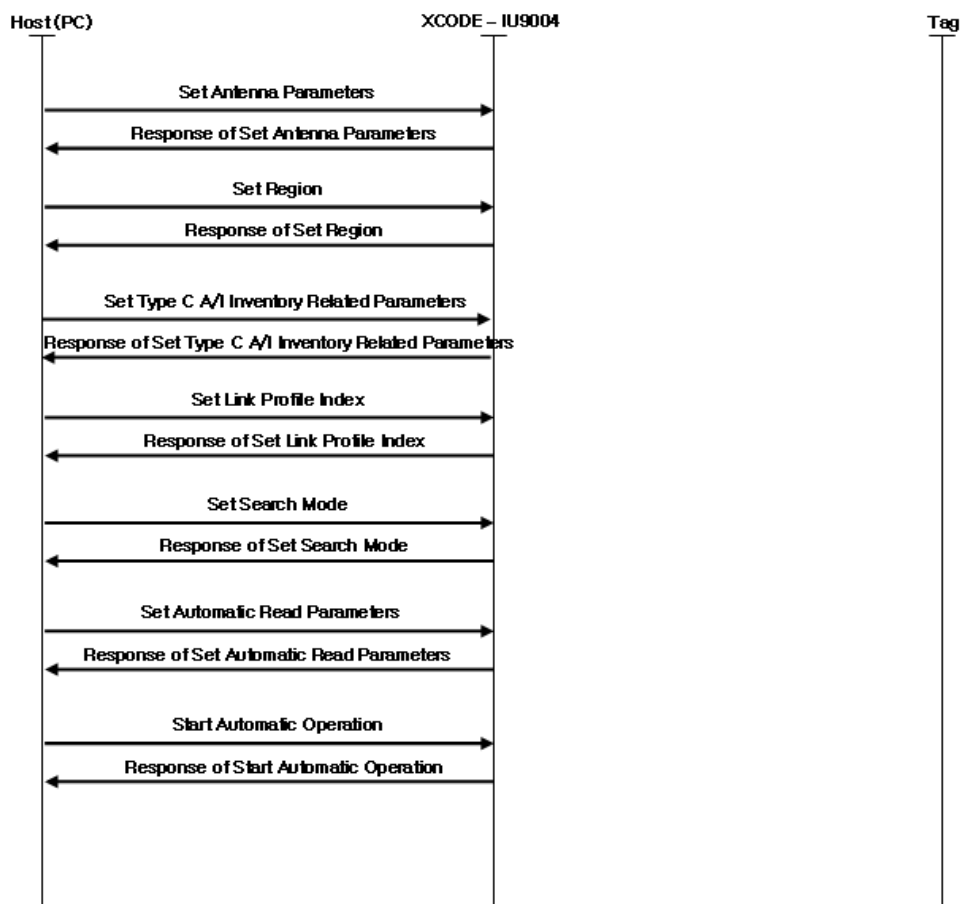 Host(PC) XCODE – IU9004 Tag
Set Antenna Parameters
Response of Set Antenna Parameters
Set Region
Response of Set Region
Set Type C A/I Inventory Related Parameters
Response of Set Type C A/I Inventory Related Parameters
Set Link Profile Index
Response of Set Link Profile Index
Set Search Mode
Response of Set Search Mode
Set Automatic Read Parameters
Response of Set Automatic Read Parameters
Start Automatic Operation
Response of Start Automatic Operation